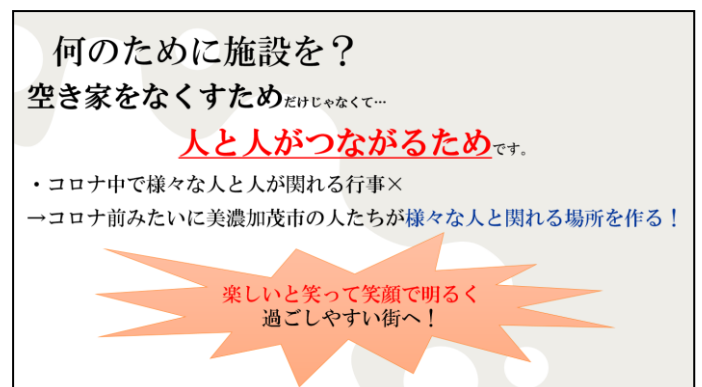 何のために施設を？
空き家をなくすためだけじゃなくて…
人と人がつながるためです。
・コロナ中で様々な人と人が関れる行事×
→コロナ前みたいに美濃加茂市の人たちが様々な人と関れる場所を作る！
楽しいと笑って笑顔で明るく
過ごしやすい街へ！